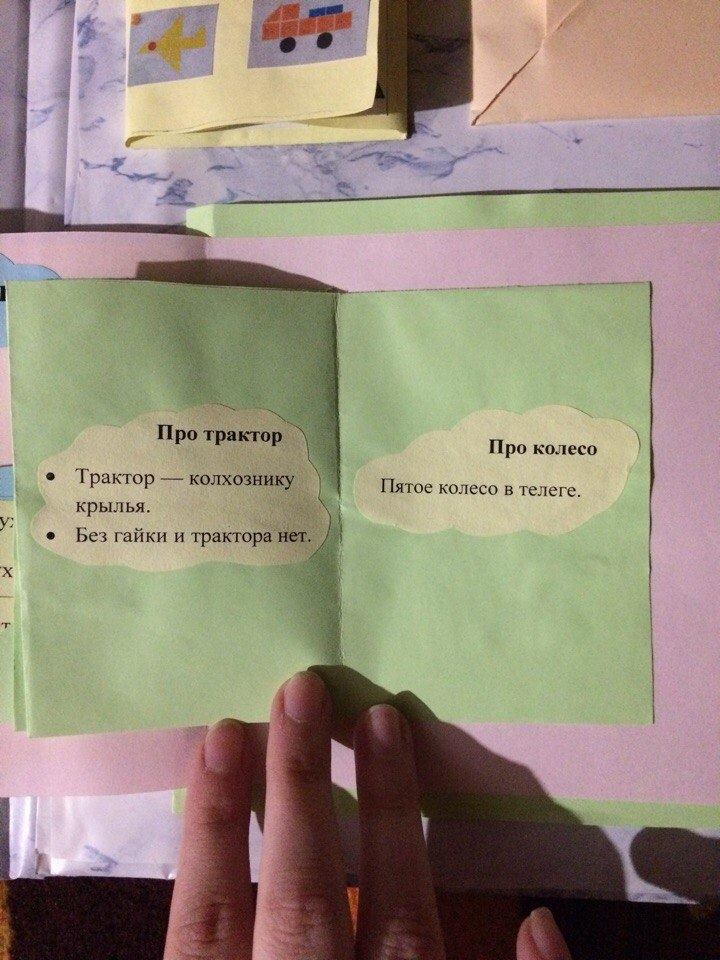 Про трактор
• Трактор — колхознику
крылья.
• Без гайки и трактора нет.
Про колесо
Пятое колесо в телеге.